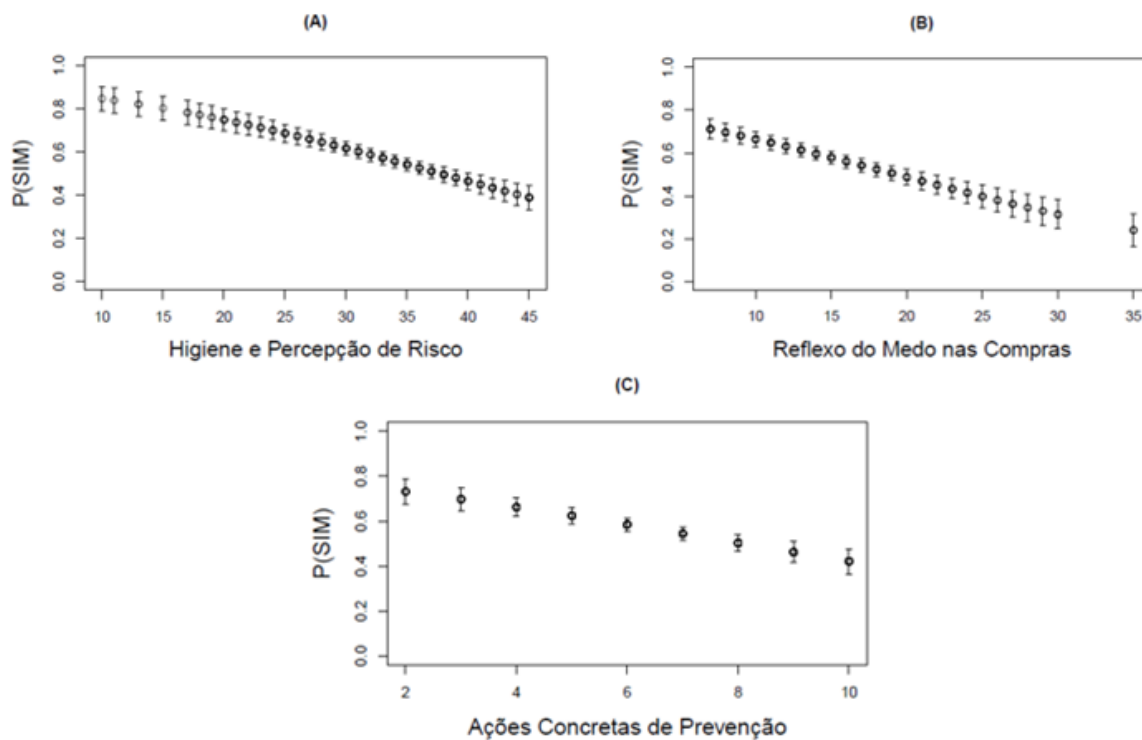 (A)
P(SIM)
1.0
0.8
0.6
0.4
0.2
0.0
10 15 20 25 30 35 40 45
Higiene e Percepção de Risco
(B)
P(SIM)
1.0
0.8
0.6
0.4
0.2
0.0
10 15 20 25 30 35
Reflexo do Medo nas Compras
(C)
P(SIM)
1.0
0.8
0.6
0.4
0.2
0.0
2 4 6 8 10
Ações Concretas de Prevenção